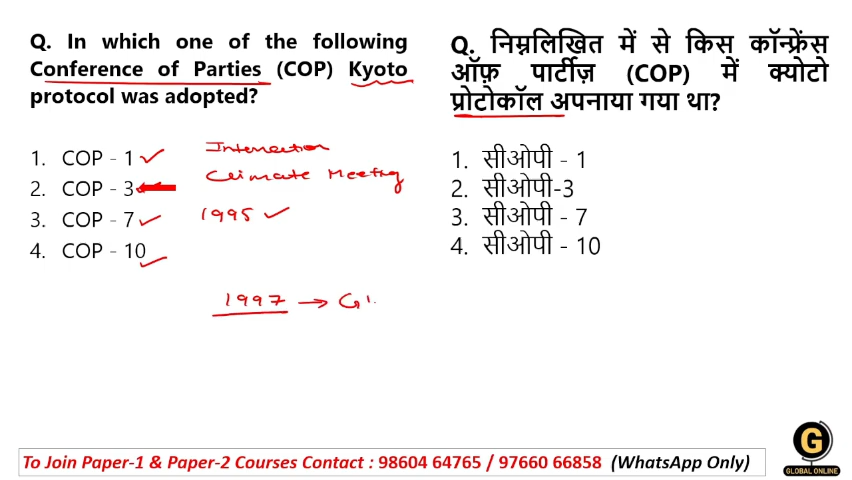 Q. In which one of the following
Conference of Parties (COP) Kyoto
protocol was adopted?
1. COP - 1
2. COP - 3
3. COP - 7
4. COP - 10
Climate Meeting
1995
1997 → G
Q. निम्नलिखित में से किस कॉन्फ्रेंस
ऑफ़ पार्टीज़ (COP) में क्योटो
प्रोटोकॉल अपनाया गया था?
1. सीओपी - 1
2. सीओपी-3
3. सीओपी - 7
4. सीओपी - 10
To Join Paper-1 & Paper-2 Courses Contact : 98604 64765 / 97660 66858 (WhatsApp Only)
G
GLOBAL ONLINE